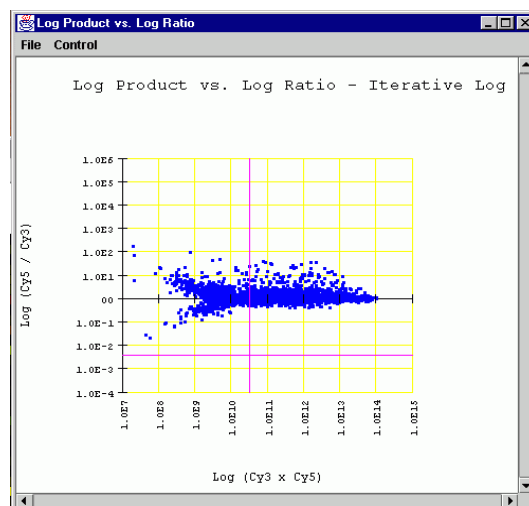 Log Product vs. Log Ratio
File Control
Log Product vs. Log Ratio - Iterative Log
1.0E6
1.0E5
1.0E4
1.0E3
1.0E2
1.0E1
00
1.0E-1
1.0E-2
1.0E-3
1.0E-4
Log (Cy5 / Cy3)
1.0E7
1.0E8
1.0E9
1.0E10
1.0E11
1.0E12
1.0E13
1.0E14
1.0E15
Log (Cy3 x Cy5)